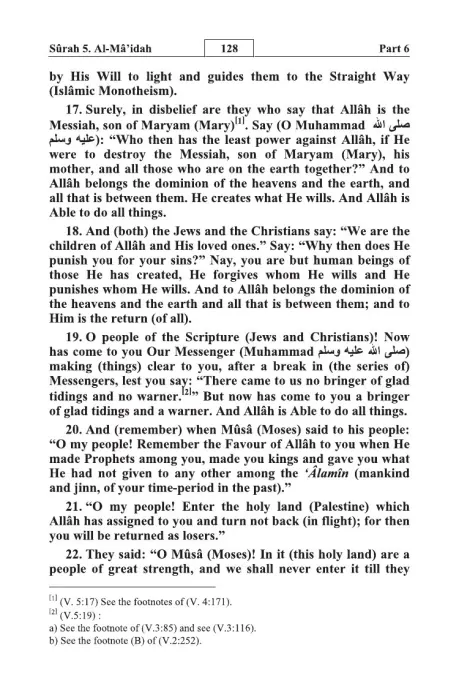 Sûrah 5. Al-Mâ’idah 128 Part 6
by His Will to light and guides them to the Straight Way
(Islâmic Monotheism).
17. Surely, in disbelief are they who say that Allâh is the
Messiah, son of Maryam (Mary)[1]. Say (O Muhammad صلى الله
عليه وسلم): “Who then has the least power against Allâh, if He
were to destroy the Messiah, son of Maryam (Mary), his
mother, and all those who are on the earth together?” And to
Allâh belongs the dominion of the heavens and the earth, and
all that is between them. He creates what He wills. And Allâh is
Able to do all things.
18. And (both) the Jews and the Christians say: “We are the
children of Allâh and His loved ones.” Say: “Why then does He
punish you for your sins?” Nay, you are but human beings of
those He has created, He forgives whom He wills and He
punishes whom He wills. And to Allâh belongs the dominion of
the heavens and the earth and all that is between them; and to
Him is the return (of all).
19. O people of the Scripture (Jews and Christians)! Now
has come to you Our Messenger (Muhammad صلى الله عليه وسلم)
making (things) clear to you, after a break in (the series of)
Messengers, lest you say: “There came to us no bringer of glad
tidings and no warner.[2]” But now has come to you a bringer
of glad tidings and a warner. And Allâh is Able to do all things.
20. And (remember) when Mûsâ (Moses) said to his people:
“O my people! Remember the Favour of Allâh to you when He
made Prophets among you, made you kings and gave you what
He had not given to any other among the ‘Âlamîn (mankind
and jinn, of your time-period in the past).”
21. “O my people! Enter the holy land (Palestine) which
Allâh has assigned to you and turn not back (in flight); for then
you will be returned as losers.”
22. They said: “O Mûsâ (Moses)! In it (this holy land) are a
people of great strength, and we shall never enter it till they
[1] (V. 5:17) See the footnotes of (V. 4:171).
[2] (V.5:19) :
a) See the footnote of (V.3:85) and see (V.3:116).
b) See the footnote (B) of (V.2:252).